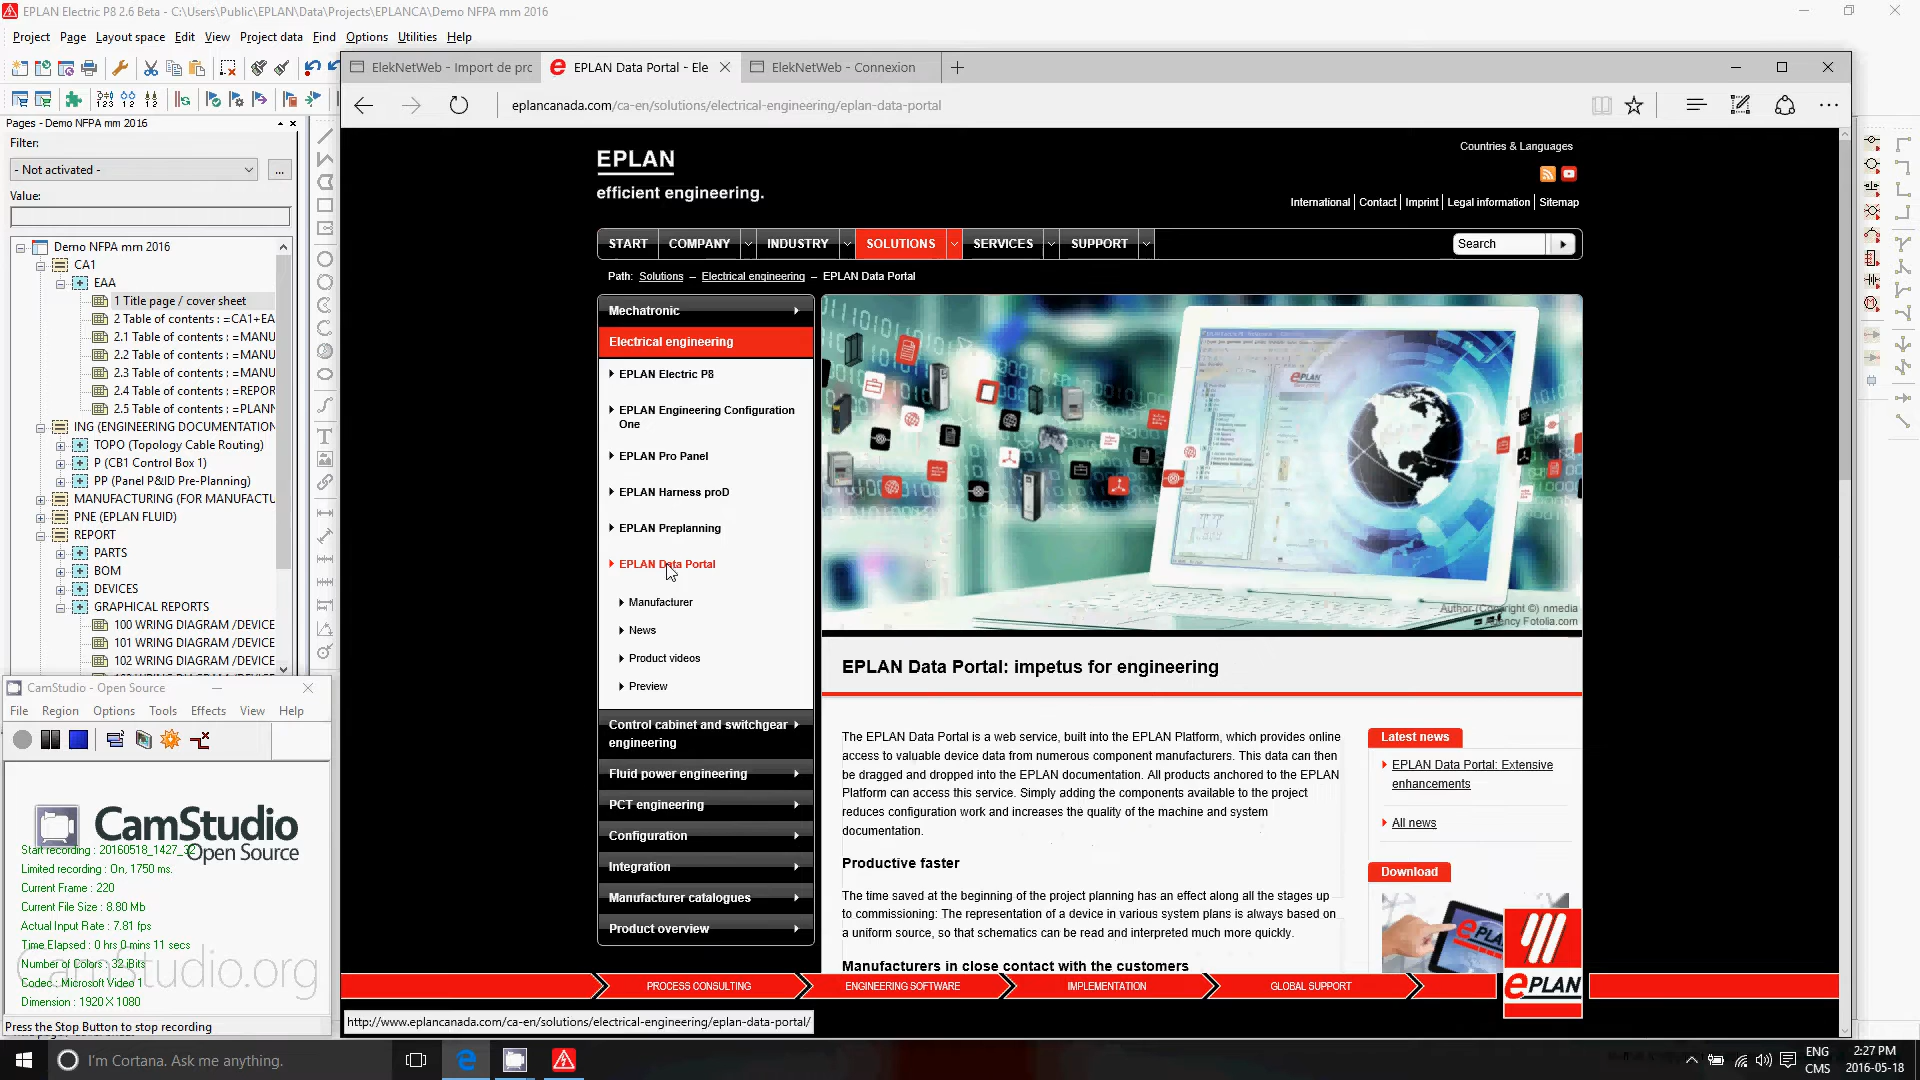 EPLAN Electric P8 2.6 Beta - C:\Users\Public\EPLAN\Data\Projects\EPLANCA\Demo NFPA mm 2016
Project Page Layout space Edit View Project data Find Options Utilities Help
Pages - Demo NFPA mm 2016
Filter:
- Not activated -
...
Value:
Demo NFPA mm 2016
CA1
EAA
1 Title page / cover sheet
2 Table of contents : =CA1+EA
2.1 Table of contents : =MANU
2.2 Table of contents : =MANU
2.3 Table of contents : =MANU
2.4 Table of contents : =REPOR
2.5 Table of contents : =PLANN
ING (ENGINEERING DOCUMENTATION
TOPO (Topology Cable Routing)
P (CB1 Control Box 1)
PP (Panel P&ID Pre-Planning)
MANUFACTURING (FOR MANUFACTU
PNE (EPLAN FLUID)
REPORT
PARTS
BOM
DEVICES
GRAPHICAL REPORTS
100 WRING DIAGRAM /DEVICE
101 WRING DIAGRAM /DEVICE
102 WRING DIAGRAM /DEVICE
CamStudio - Open Source
File Region Options Tools Effects View Help
CamStudio
Open Source
Start recording : 20160518_1427_32
Limited recording : On, 1750 ms.
Current Frame : 220
Current File Size : 8.80 Mb
Actual Input Rate : 7.81 fps
Time Elapsed : 0 hrs 0 mins 11 secs
Number of Colors : 32 iBits
Codec : Microsoft Video 1
Dimension : 1920 X 1080
CamStudio.org
Press the Stop Button to stop recording
ElekNetWeb - Import de prc
EPLAN Data Portal - Ele
ElekNetWeb - Connexion
eplancanada.com/ca-en/solutions/electrical-engineering/eplan-data-portal
EPLAN
efficient engineering.
Countries & Languages
International Contact Imprint Legal information Sitemap
START COMPANY INDUSTRY SOLUTIONS SERVICES SUPPORT
Search
Path: Solutions – Electrical engineering – EPLAN Data Portal
Mechatronic
Electrical engineering
EPLAN Electric P8
EPLAN Engineering Configuration
One
EPLAN Pro Panel
EPLAN Harness proD
EPLAN Preplanning
EPLAN Data Portal
Manufacturer
News
Product videos
Preview
Control cabinet and switchgear
engineering
Fluid power engineering
PCT engineering
Configuration
Integration
Manufacturer catalogues
Product overview
Author (Copyright ©) nmedia
Agency Fotolia.com
EPLAN Data Portal: impetus for engineering
The EPLAN Data Portal is a web service, built into the EPLAN Platform, which provides online
access to valuable device data from numerous component manufacturers. This data can then
be dragged and dropped into the EPLAN documentation. All products anchored to the EPLAN
Platform can access this service. Simply adding the components available to the project
reduces configuration work and increases the quality of the machine and system
documentation.
Productive faster
The time saved at the beginning of the project planning has an effect along all the stages up
to commissioning: The representation of a device in various system plans is always based on
a uniform source, so that schematics can be read and interpreted much more quickly.
Manufacturers in close contact with the customers
Latest news
EPLAN Data Portal: Extensive
enhancements
All news
Download
ePLAN
PROCESS CONSULTING ENGINEERING SOFTWARE IMPLEMENTATION GLOBAL SUPPORT
http://www.eplancanada.com/ca-en/solutions/electrical-engineering/eplan-data-portal/
I'm Cortana. Ask me anything.
ENG
CMS
2:27 PM
2016-05-18